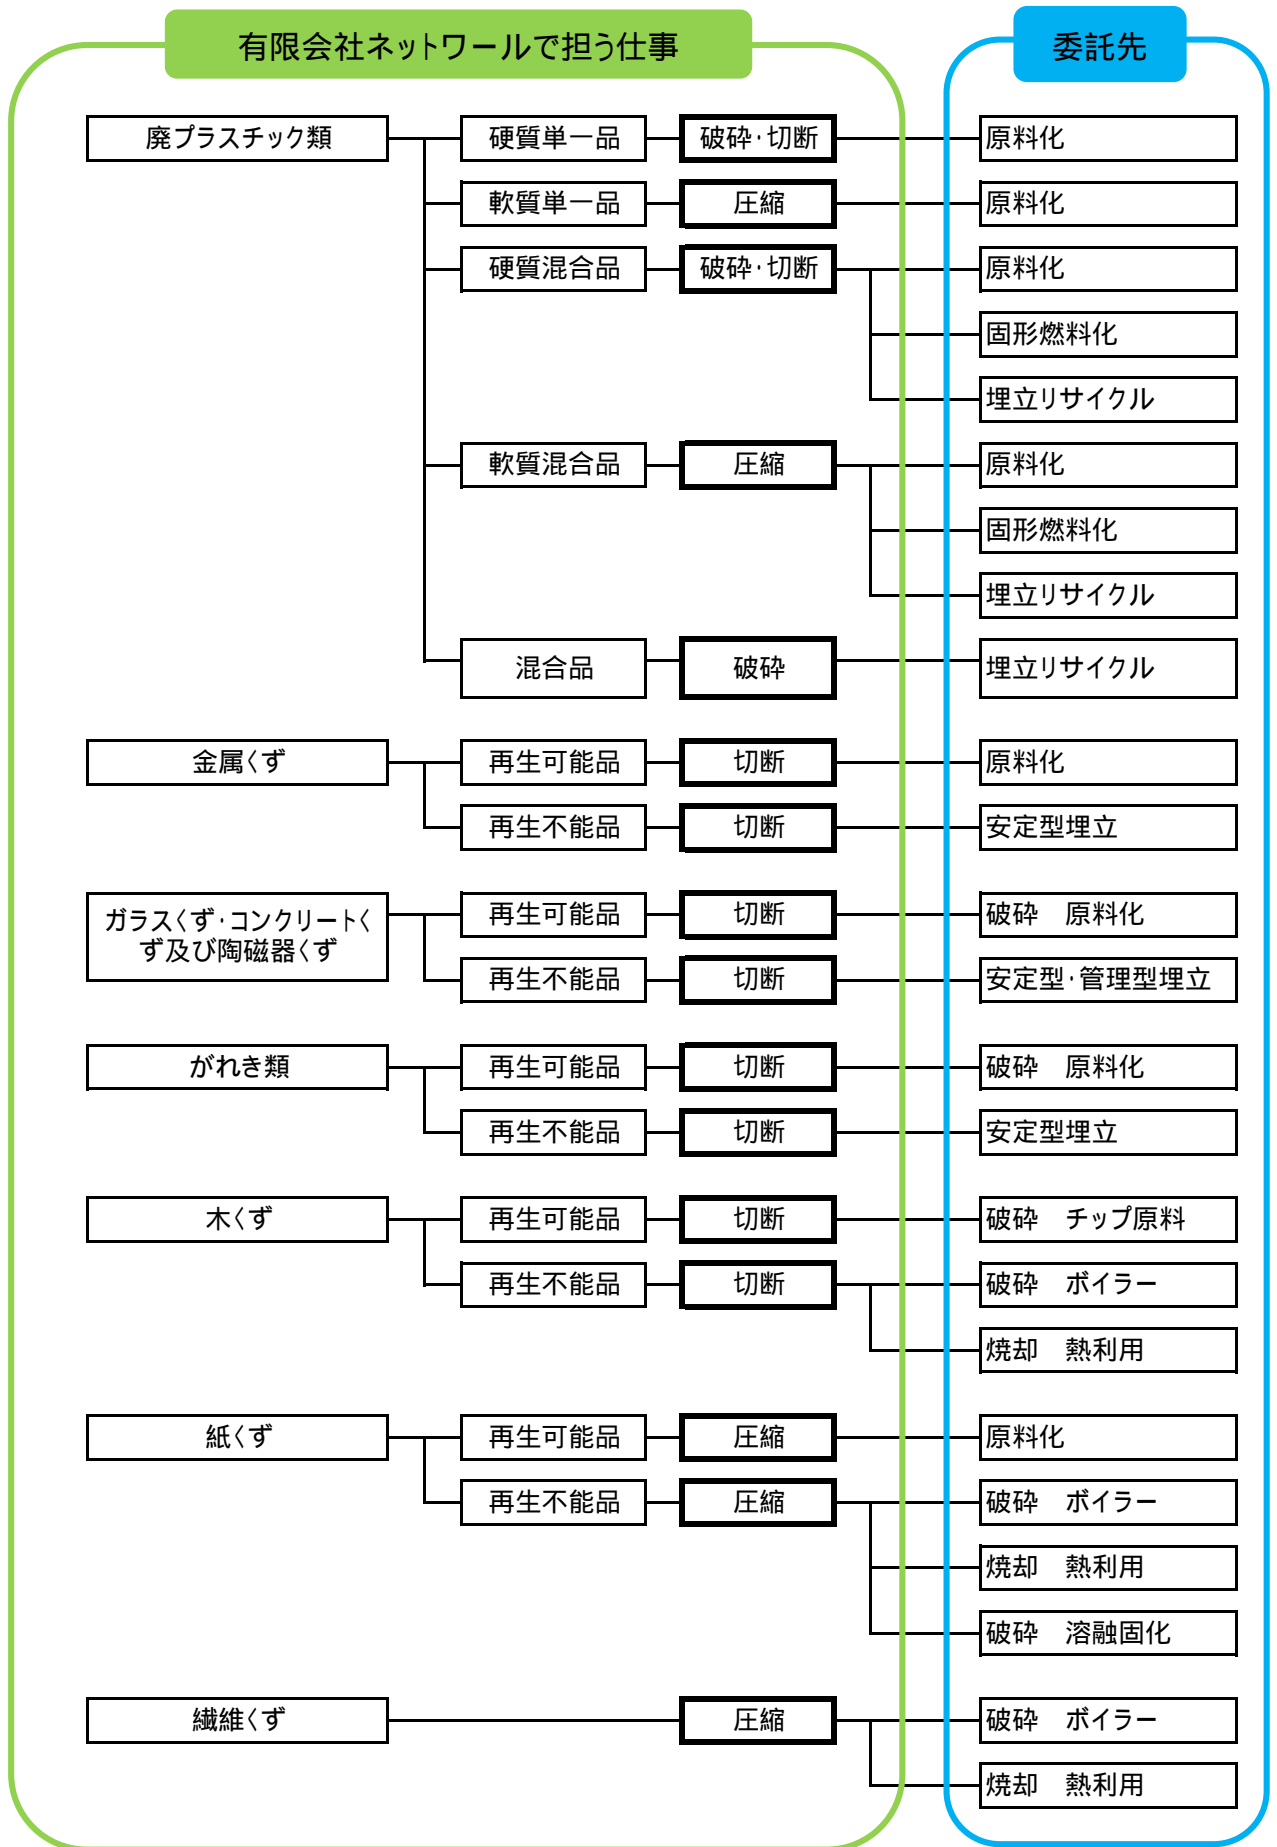 有限会社ネットワールで担う仕事
委託先
廃プラスチック類
硬質単一品
破砕・切断
原料化
軟質単一品
圧縮
原料化
硬質混合品
破砕・切断
原料化
固形燃料化
埋立リサイクル
軟質混合品
圧縮
原料化
固形燃料化
埋立リサイクル
混合品
破砕
埋立リサイクル
金属くず
再生可能品
切断
原料化
再生不能品
切断
安定型埋立
ガラスくず・コンクリートく
ず及び陶磁器くず
再生可能品
切断
破砕　原料化
再生不能品
切断
安定型・管理型埋立
がれき類
再生可能品
切断
破砕　原料化
再生不能品
切断
安定型埋立
木くず
再生可能品
切断
破砕　チップ原料
再生不能品
切断
破砕　ボイラー
焼却　熱利用
紙くず
再生可能品
圧縮
原料化
再生不能品
圧縮
破砕　ボイラー
焼却　熱利用
破砕　溶融固化
繊維くず
圧縮
破砕　ボイラー
焼却　熱利用